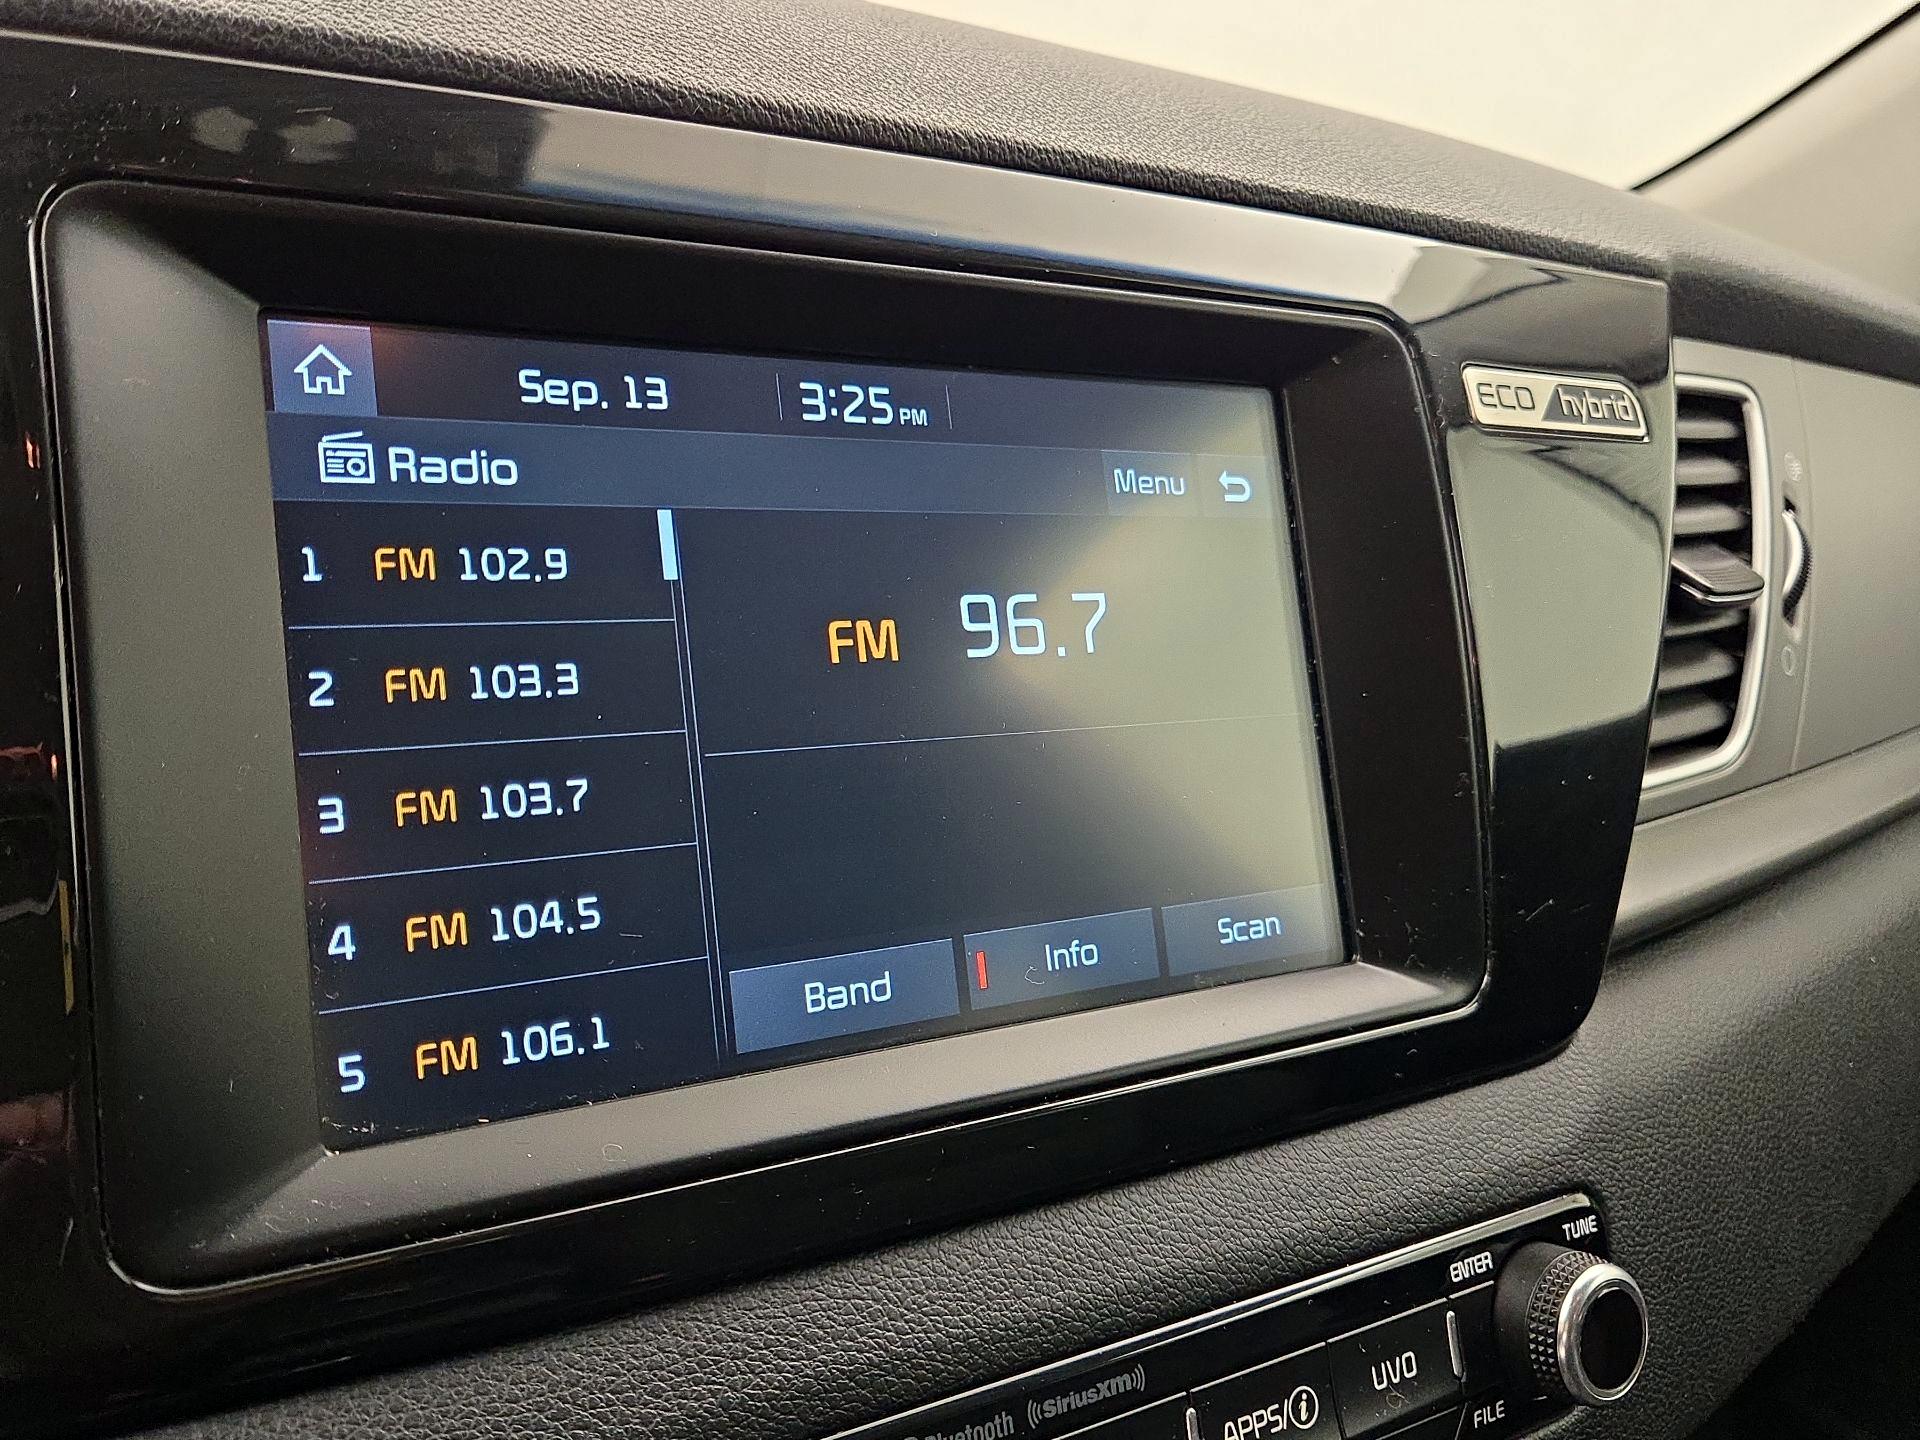 Sep. 13 3:25 PM
Radio
Menu
1 FM 102.9
2 FM 103.3
3 FM 103.7
4 FM 104.5
5 FM 106.1
FM 96.7
Band Info Scan
ECO hybrid
TUNE
ENTER
Bluetooth SiriusXM
APPS/i
UVO
FILE